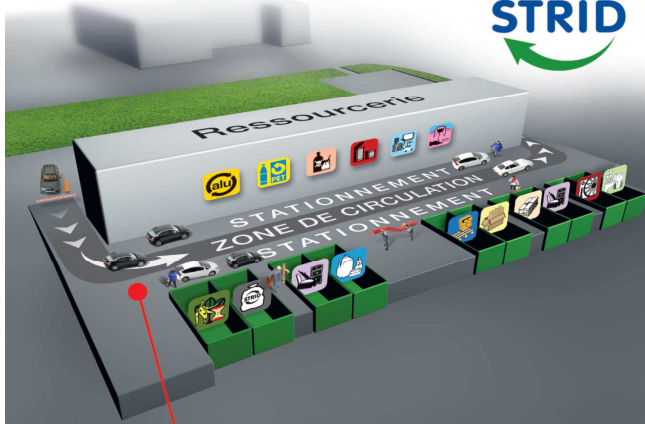 STRID
Ressourcerie
alu
PET
STATIONNEMENT
ZONE DE CIRCULATION
STATIONNEMENT
STRID